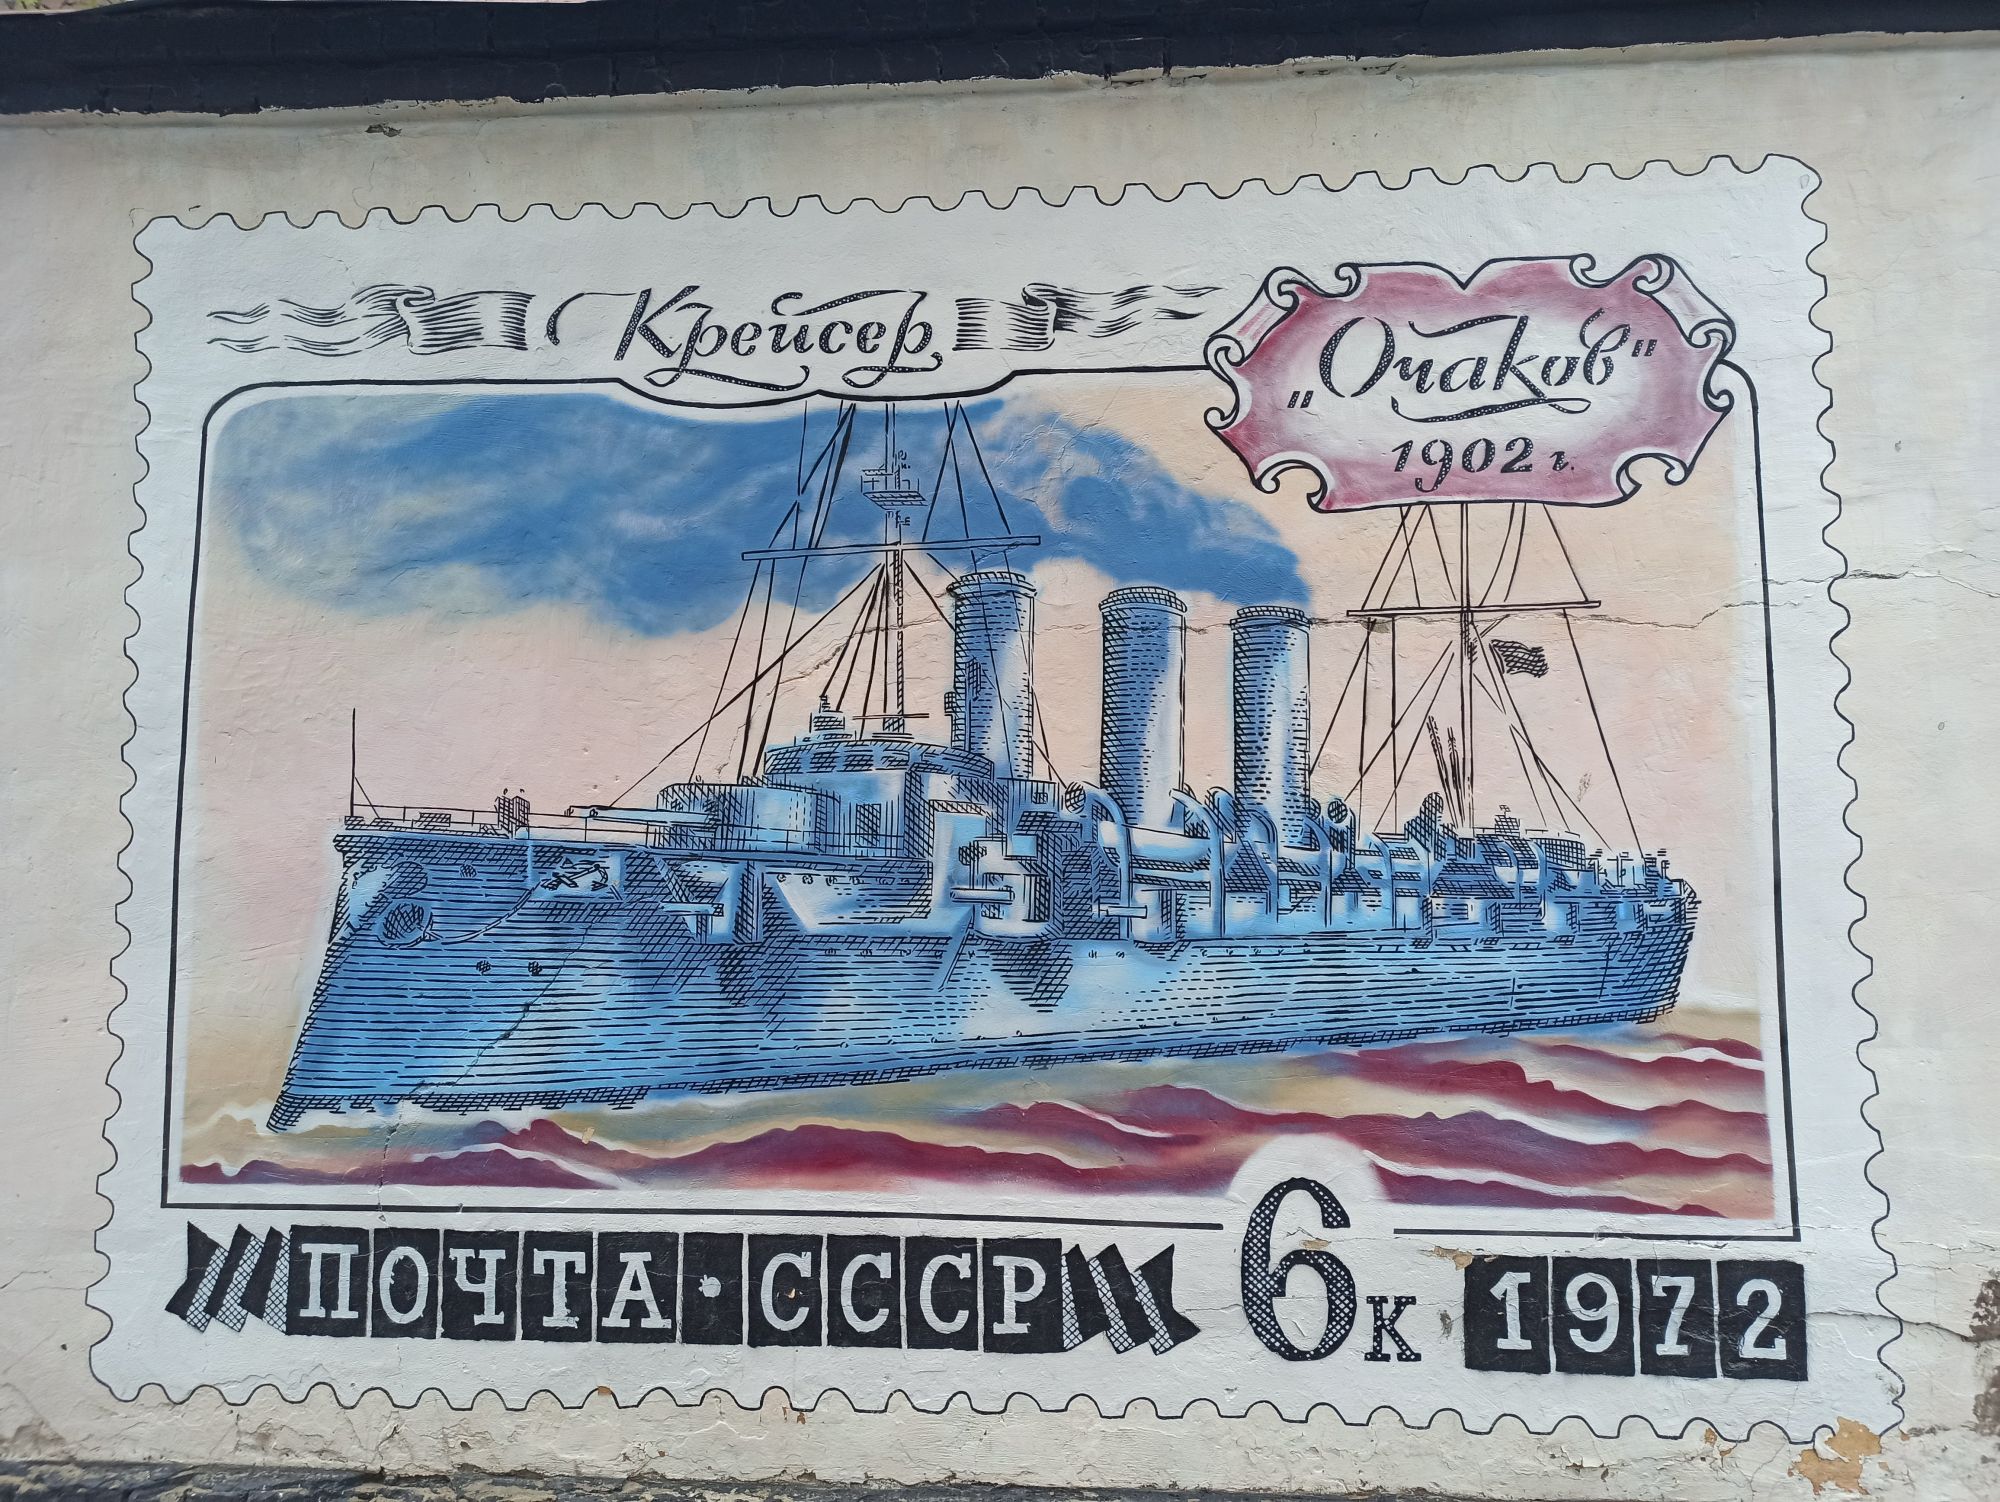 Крейсер
„Очаков"
1902 г.
ПОЧТА · СССР
6к
1972